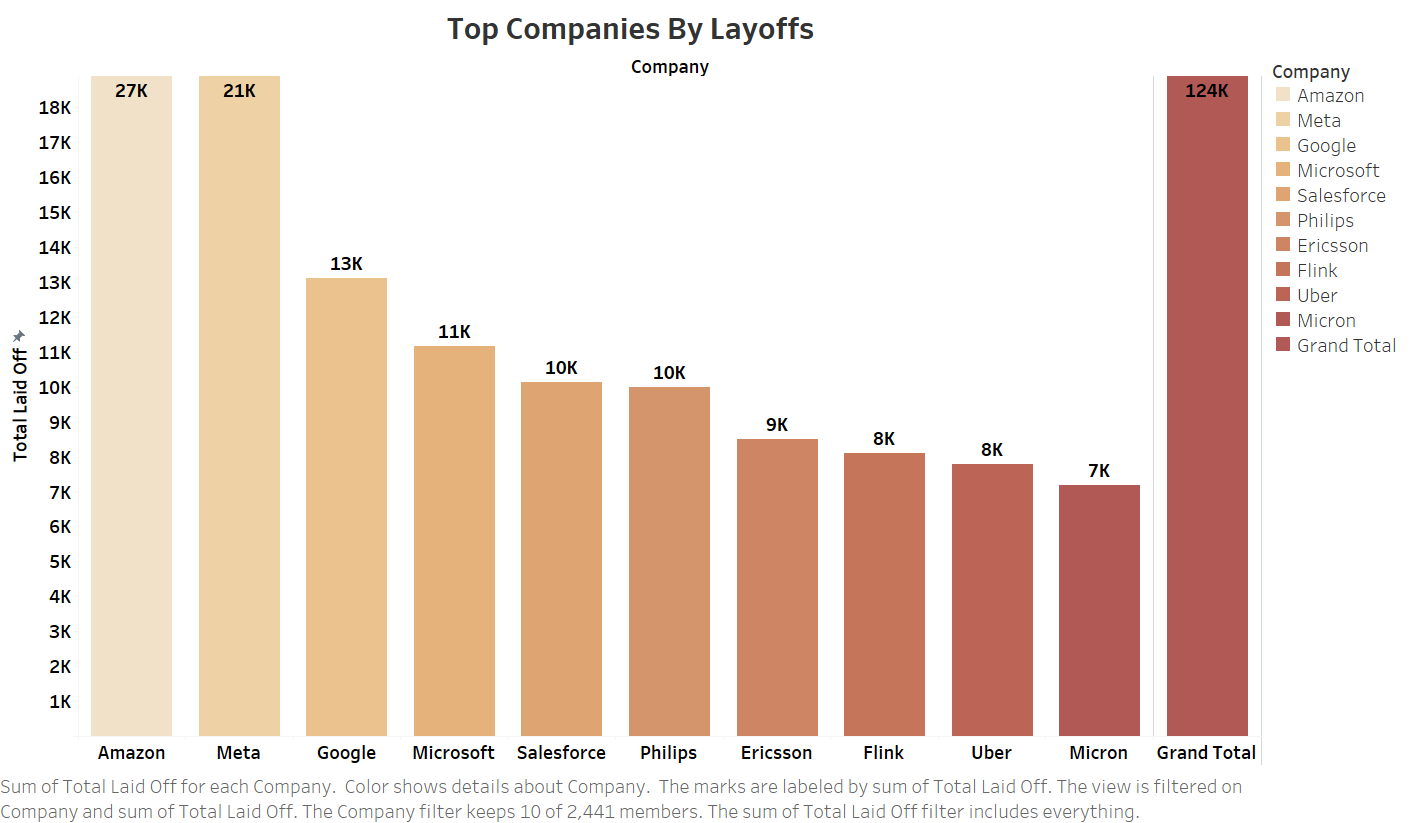 Top Companies By Layoffs
Company
27K
21K
13K
11K
10K
10K
9K
8K
8K
7K
124K
18K
17K
16K
15K
14K
13K
12K
11K
10K
9K
8K
7K
6K
5K
4K
3K
2K
1K
Total Laid Off
Amazon
Meta
Google
Microsoft
Salesforce
Philips
Ericsson
Flink
Uber
Micron
Grand Total
Company
Amazon
Meta
Google
Microsoft
Salesforce
Philips
Ericsson
Flink
Uber
Micron
Grand Total
Sum of Total Laid Off for each Company. Color shows details about Company. The marks are labeled by sum of Total Laid Off. The view is filtered on
Company and sum of Total Laid Off. The Company filter keeps 10 of 2,441 members. The sum of Total Laid Off filter includes everything.